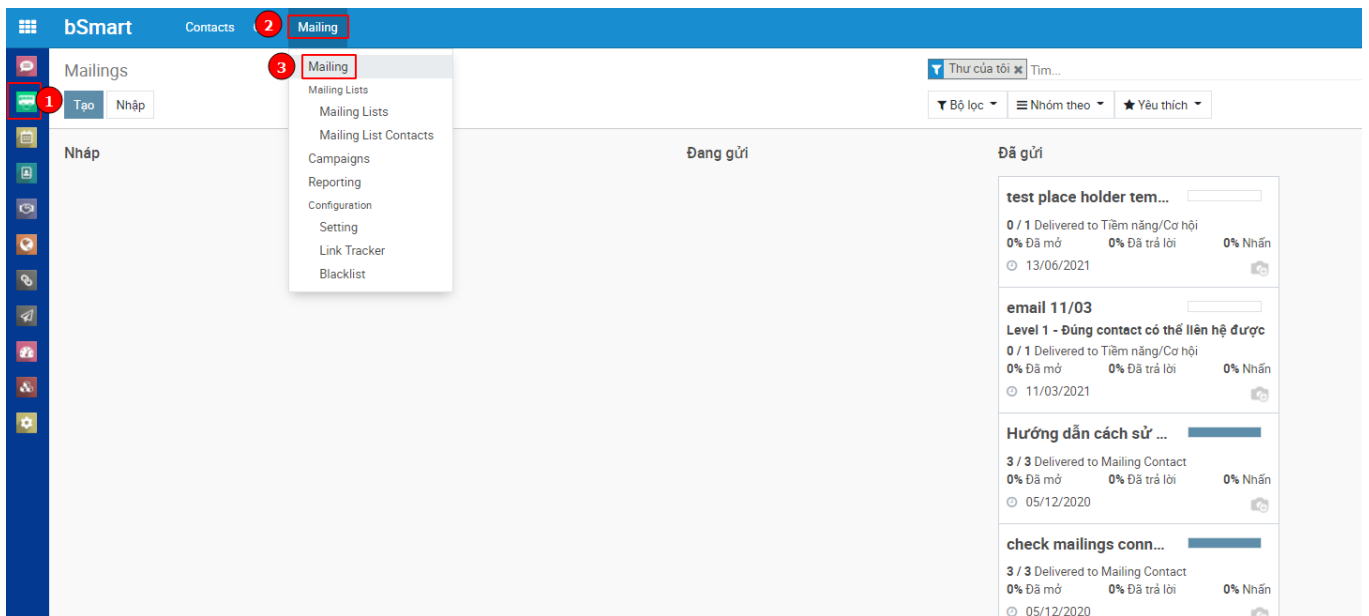 bSmart Contacts 2 Mailing
Mailings
3 Mailing
Thư của tôi × Tìm...
1 Tạo Nhập
Mailing Lists
Mailing Lists
Mailing List Contacts
Campaigns
Reporting
Configuration
Setting
Link Tracker
Blacklist
Bộ lọc Nhóm theo Yêu thích
Nháp
Đang gửi
Đã gửi
test place holder tem...
0 / 1 Delivered to Tiềm năng/Cơ hội
0% Đã mở 0% Đã trả lời 0% Nhấn
13/06/2021
email 11/03
Level 1 - Đúng contact có thể liên hệ được
0 / 1 Delivered to Tiềm năng/Cơ hội
0% Đã mở 0% Đã trả lời 0% Nhấn
11/03/2021
Hướng dẫn cách sử ...
3 / 3 Delivered to Mailing Contact
0% Đã mở 0% Đã trả lời 0% Nhấn
05/12/2020
check mailings conn...
3 / 3 Delivered to Mailing Contact
0% Đã mở 0% Đã trả lời 0% Nhấn
05/12/2020